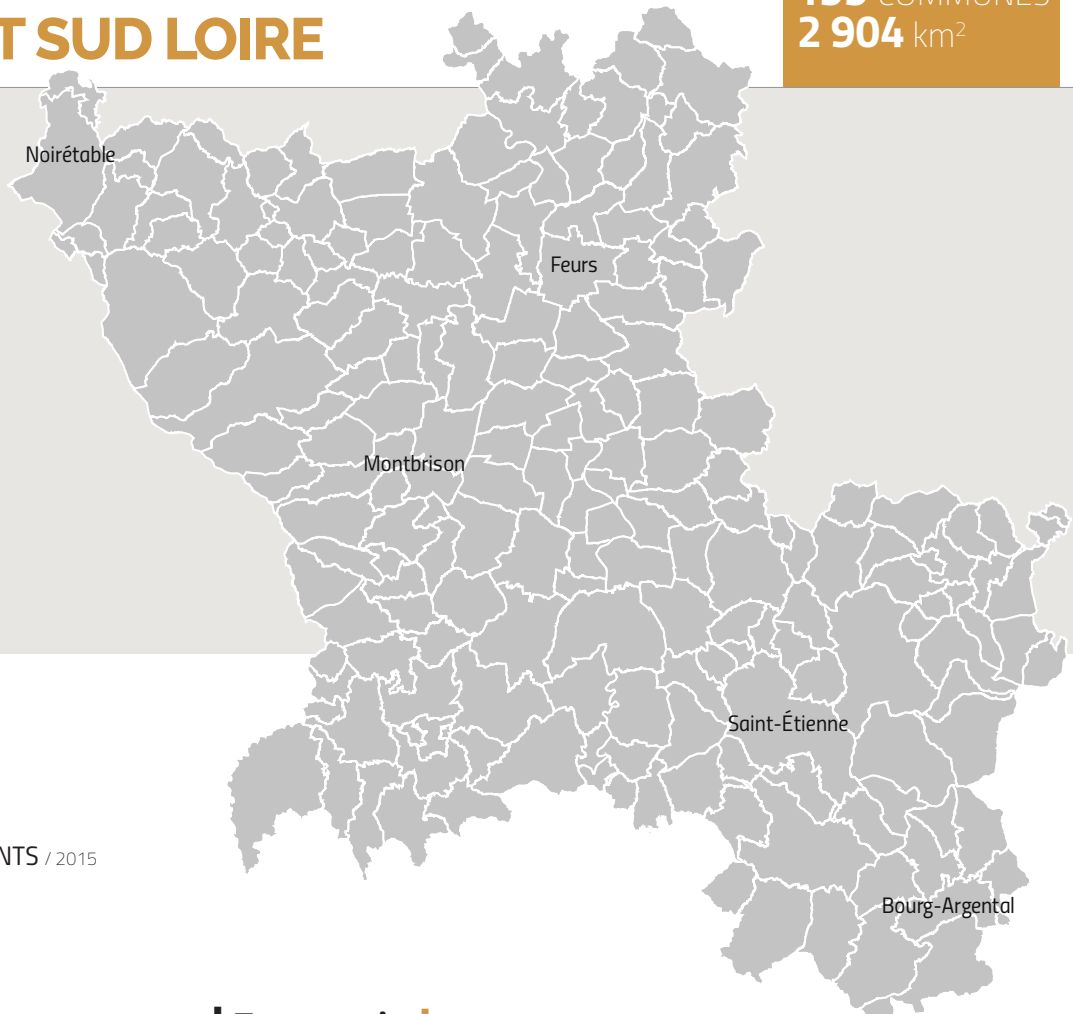 T SUD LOIRE
COMMUNES
2 904 km²
Noirétable
Feurs
Montbrison
Saint-Étienne
NTS / 2015
Bourg-Argental